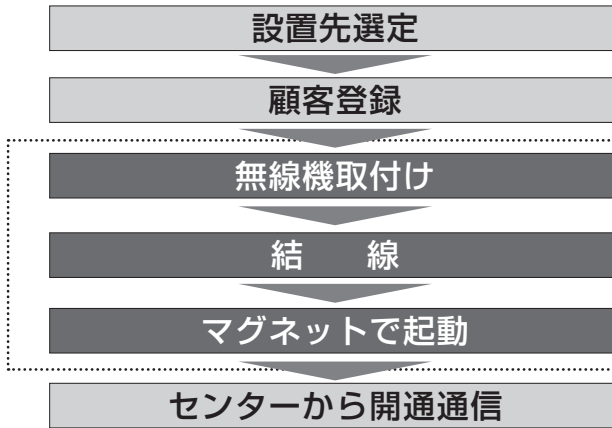 設置先選定
顧客登録
無線機取付け
結　　線
マグネットで起動
センターから開通通信